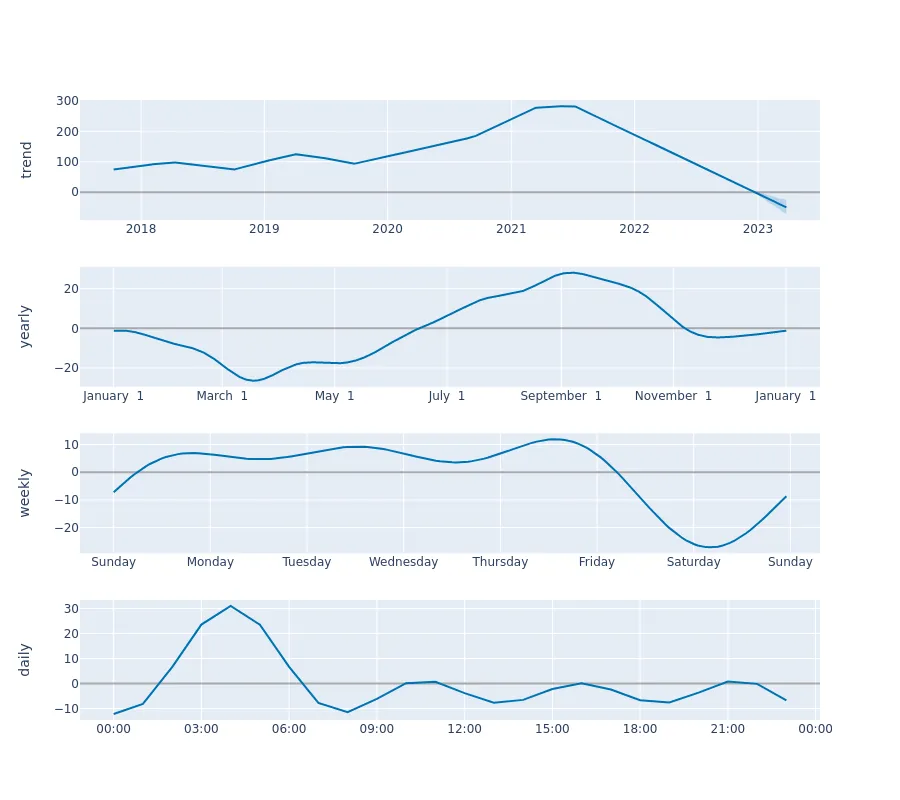 trend
300
200
100
0
2018 2019 2020 2021 2022 2023
yearly
20
0
−20
January 1 March 1 May 1 July 1 September 1 November 1 January 1
weekly
10
0
−10
−20
Sunday Monday Tuesday Wednesday Thursday Friday Saturday Sunday
daily
30
20
10
0
−10
00:00 03:00 06:00 09:00 12:00 15:00 18:00 21:00 00:00